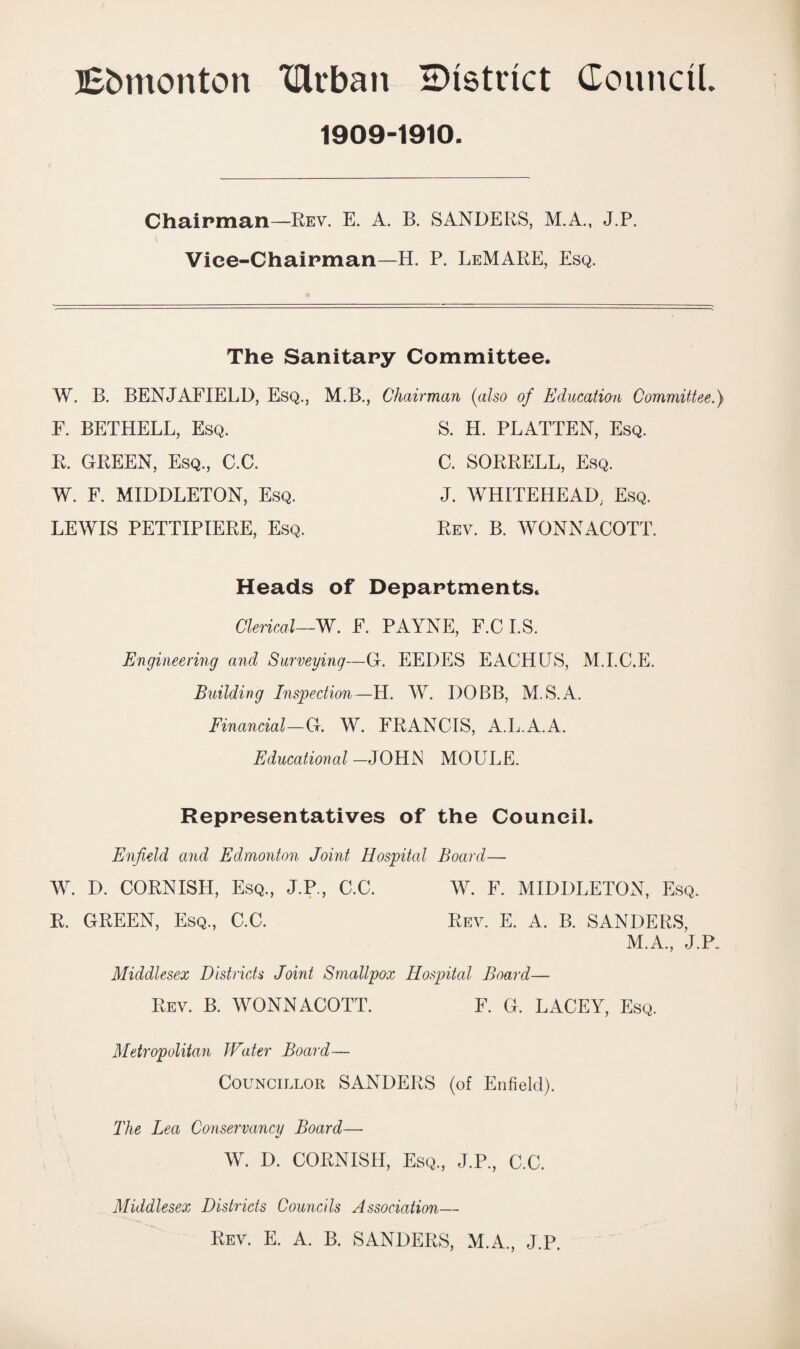 Edmonton Urban District Council.
1909-1910.
Chairman—Rev. E. A. B. SANDERS, M.A., J.P.
Vice-Chairman—H. P. LeMARE, Esq.
The Sanitary Committee.
W. B. BENJAFIELD, Esq., M.B., Chairman (also of Education Committee.)
F. BETHELL, Esq. S. H. PLATTEN, Esq.
R. GREEN, Esq., C.C. C. SORRELL, Esq.
W. F. MIDDLETON, Esq. J. WHITEHEAD, Esq.
LEWIS PETTIPIERE, Esq. Rev. B. WONNACOTT.
Heads of Departments.
Clerical—W. F. PAYNE, F.C I.S.
Engineering and Surveying—G. EEDES EACHUS, M.I.C.E.
Building Inspection—H. W. DOBB, M.S.A.
Financial—G. W. FRANCIS, A.L.A.A.
Educational—JOHN MOULE.
Representatives of the Council.
Enfield and Edmonton Joint Hospital Board—
W. D. CORNISH, Esq., J.P., C.C. W. F. MIDDLETON, Esq.
R. GREEN, Esq., C.C. Rev. E. A. B. SANDERS,
M.A., J.P.
Middlesex Districts Joint Smallpox Hospital Board—
Rev. B. WONNACOTT. F. G. LACEY, Esq.
Metropolitan Water Board—
Councillor SANDERS (of Enfield).
The Lea Conservancy Board—
W. D. CORNISH, Esq., J.P., C.C.
Middlesex Districts Councils Association—
Rev. E. A. B. SANDERS, M.A., J.P.